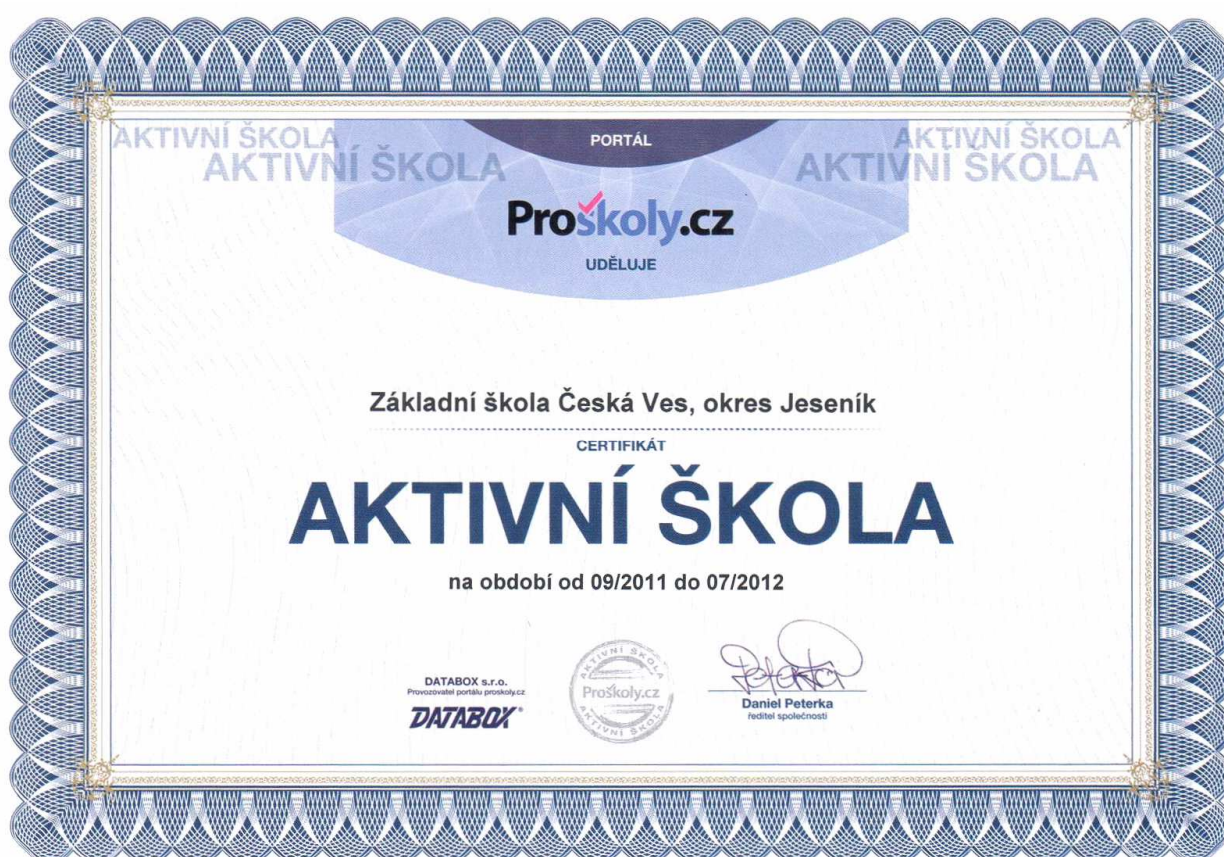 AKTIVNÍ ŠKOLA
AKTIVNÍ ŠKOLA
PORTÁL
AKTIVNÍ ŠKOLA
AKTIVNÍ ŠKOLA
Proškoly.cz
UDĚLUJE
Základní škola Česká Ves, okres Jeseník
CERTIFIKÁT
AKTIVNÍ ŠKOLA
na období od 09/2011 do 07/2012
DATABOX s.r.o.
Provozovatel portálu proskoly.cz
DATABOX®
AKTIVNÍ ŠKOLA
Proškoly.cz
AKTIVNÍ ŠKOLA
Peterka
Daniel Peterka
ředitel společnosti